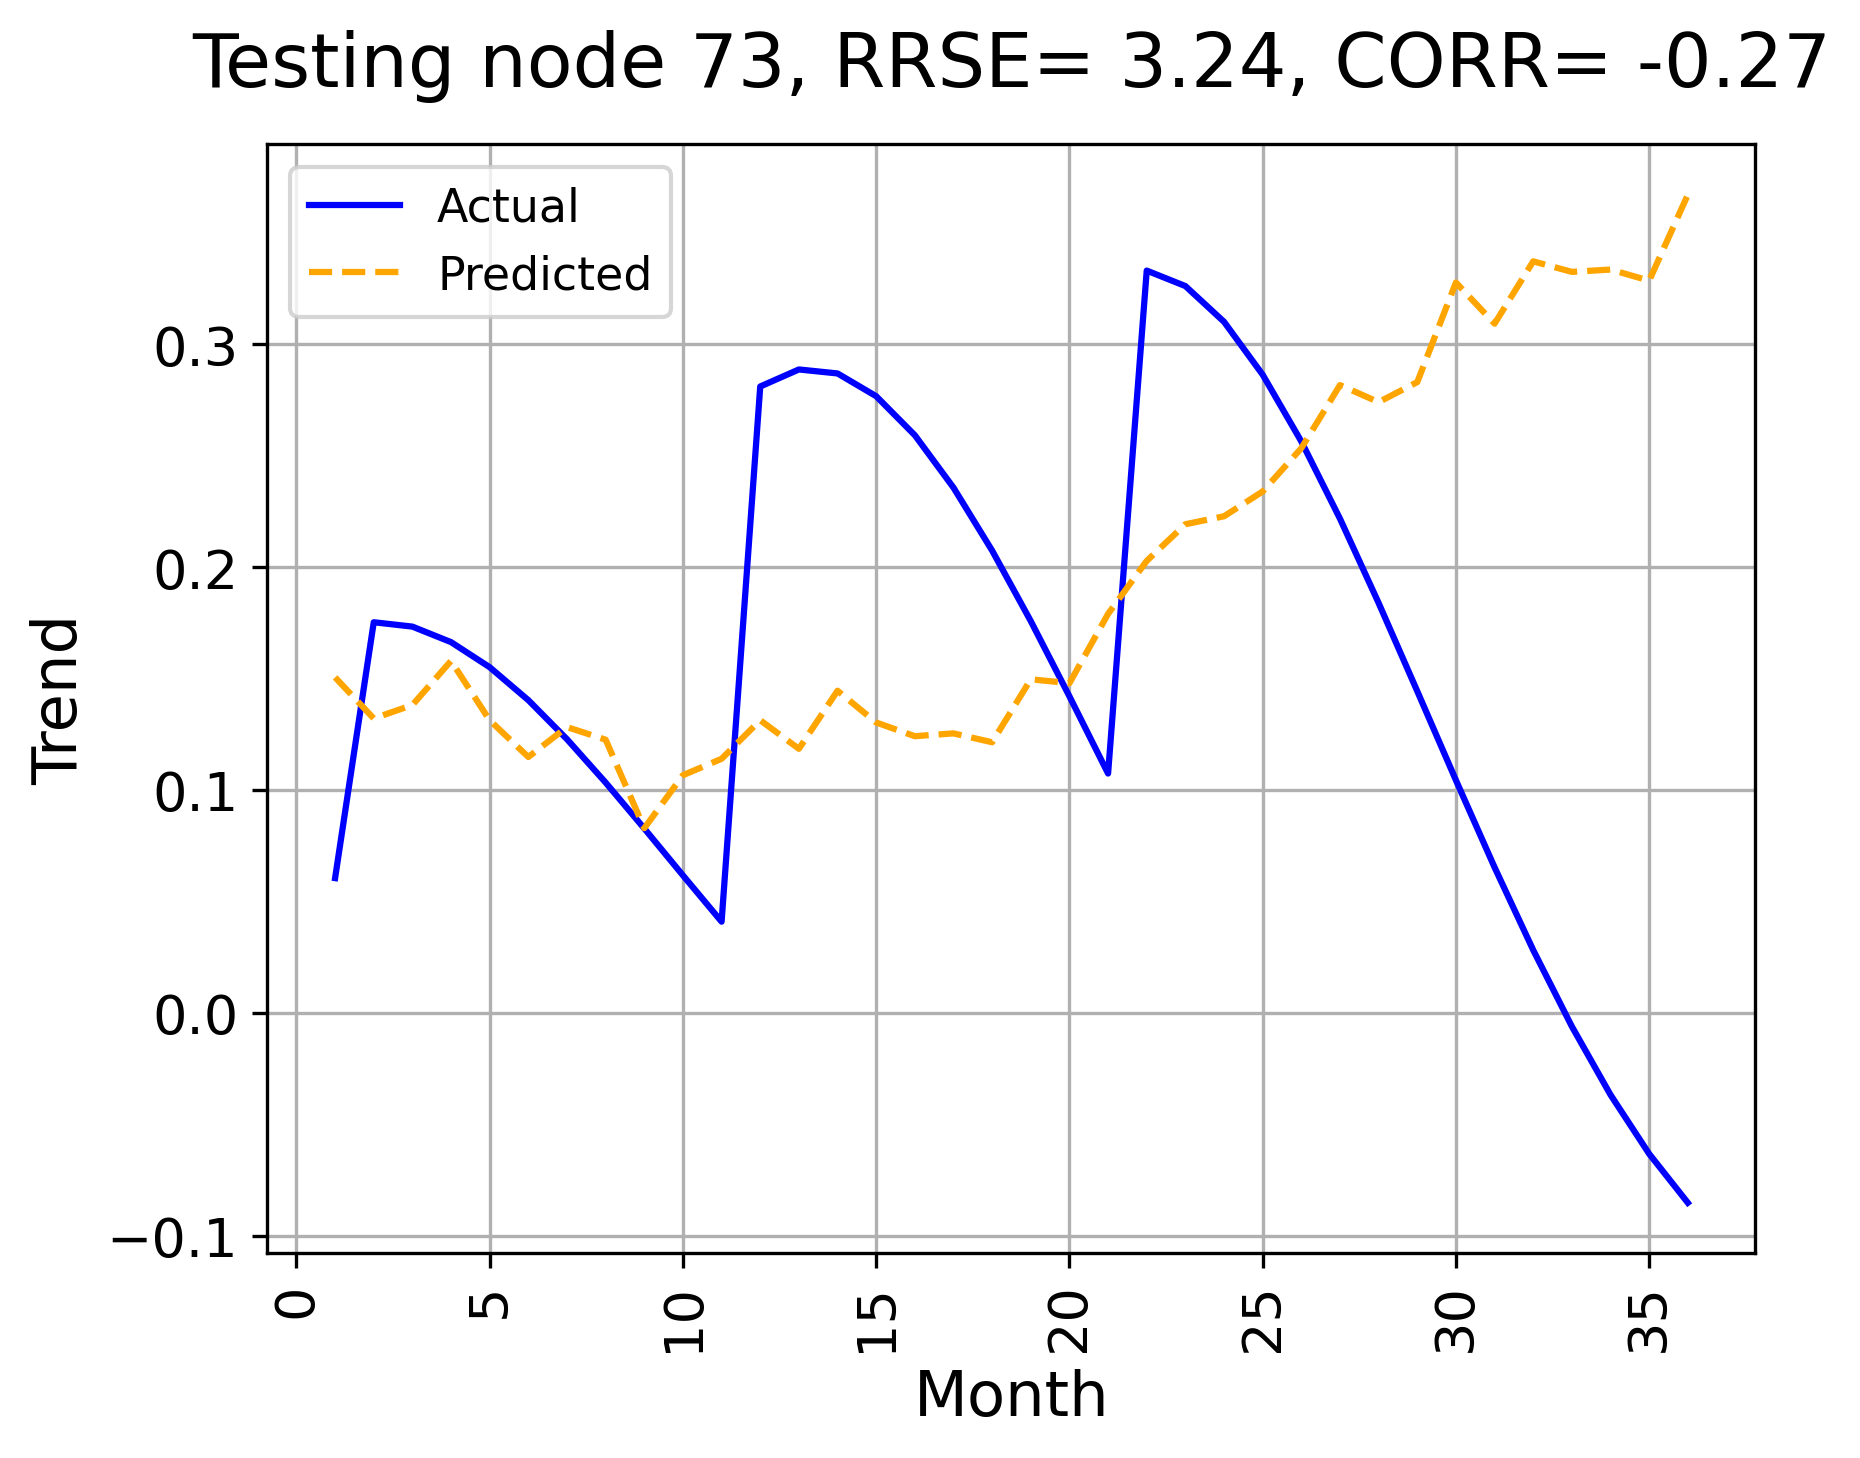 Testing node 73, RRSE= 3.24, CORR= -0.27
Actual
Predicted
Trend
0.3
0.2
0.1
0.0
−0.1
0 5 10 15 20 25 30 35
Month